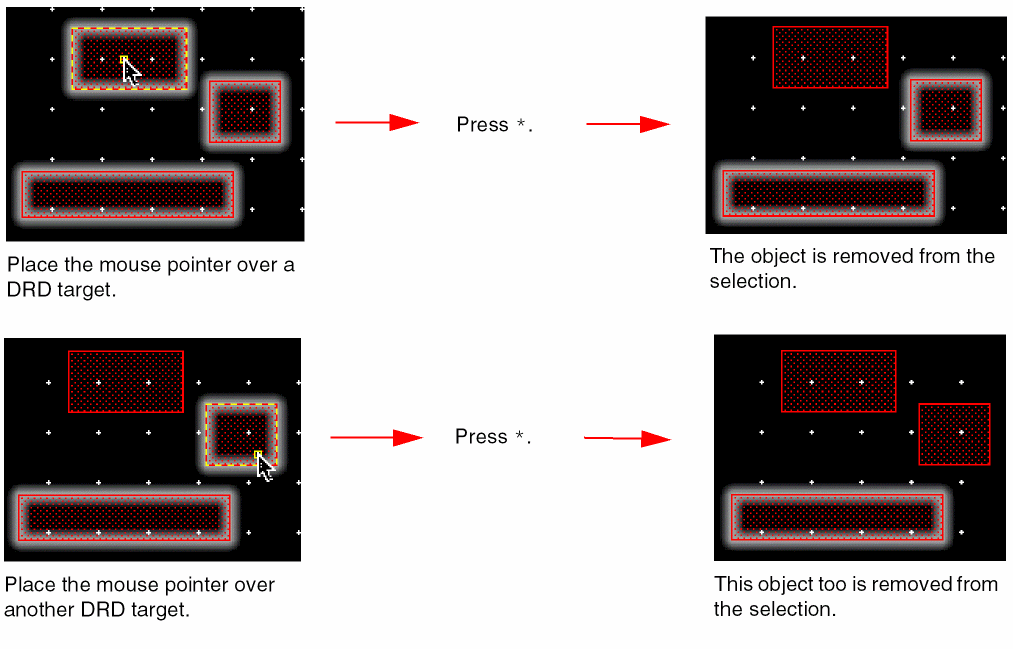 Press *.
Place the mouse pointer over a
DRD target.
The object is removed from the
selection.
Press *.
Place the mouse pointer over
another DRD target.
This object too is removed from
the selection.